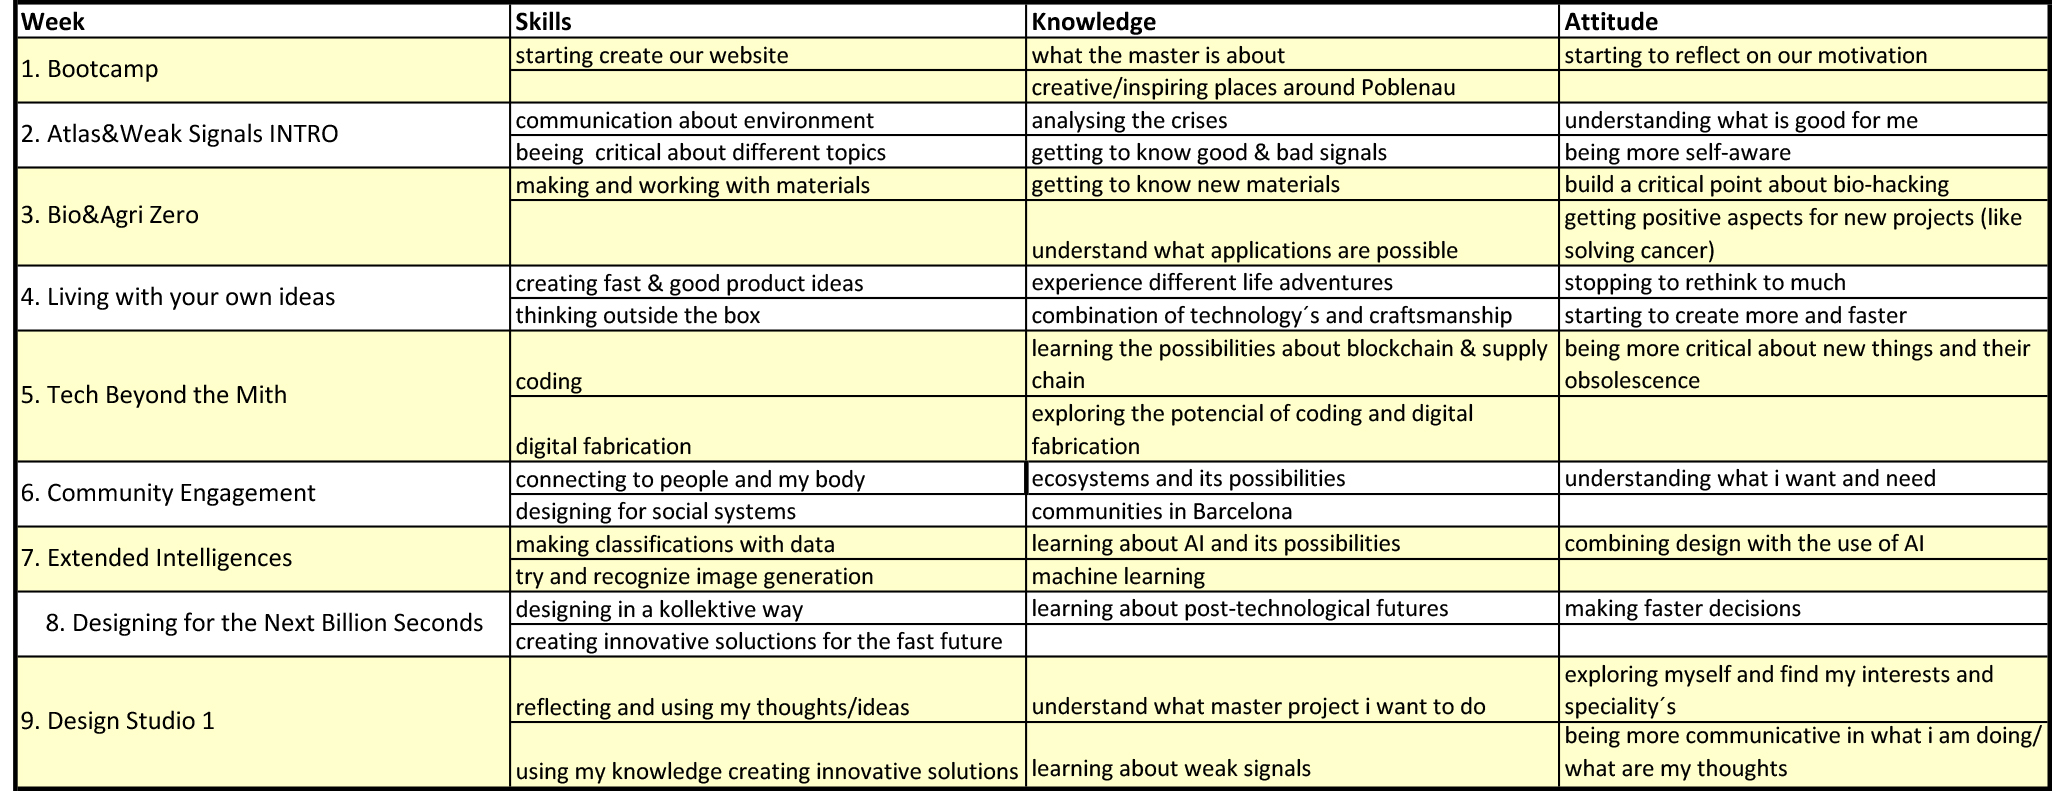 Week Skills Knowledge Attitude
1. Bootcamp
starting create our website
what the master is about
starting to reflect on our motivation
creative/inspiring places around Poblenau
2. Atlas&Weak Signals INTRO
communication about environment
analysing the crises
understanding what is good for me
beeing  critical about different topics
getting to know good & bad signals
being more self-aware
3. Bio&Agri Zero
making and working with materials
getting to know new materials
build a critical point about bio-hacking
understand what applications are possible
getting positive aspects for new projects (like
solving cancer)
4. Living with your own ideas
creating fast & good product ideas
experience different life adventures
stopping to rethink to much
thinking outside the box
combination of technology´s and craftsmanship
starting to create more and faster
5. Tech Beyond the Mith
coding
learning the possibilities about blockchain & supply
chain
being more critical about new things and their
obsolescence
digital fabrication
exploring the potencial of coding and digital
fabrication
6. Community Engagement
connecting to people and my body
ecosystems and its possibilities
understanding what i want and need
designing for social systems
communities in Barcelona
7. Extended Intelligences
making classifications with data
learning about AI and its possibilities
combining design with the use of AI
try and recognize image generation
machine learning
8. Designing for the Next Billion Seconds
designing in a kollektive way
learning about post-technological futures
making faster decisions
creating innovative soluctions for the fast future
9. Design Studio 1
reflecting and using my thoughts/ideas
understand what master project i want to do
exploring myself and find my interests and
speciality´s
using my knowledge creating innovative solutions
learning about weak signals
being more communicative in what i am doing/
what are my thoughts